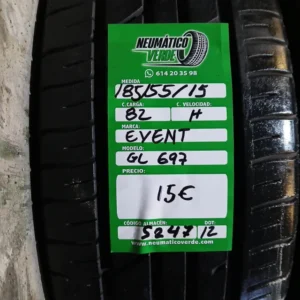 NEUMÁTICO
VERDE
614 20 35 98
MEDIDA
185/55/15
C. CARGA: C. VELOCIDAD:
82 H
MARCA:
EVENT
MODELO:
GL 697
PRECIO:
15€
CÓDIGO ALMACÉN: DOT:
5247 12
www.neumaticoverde.com